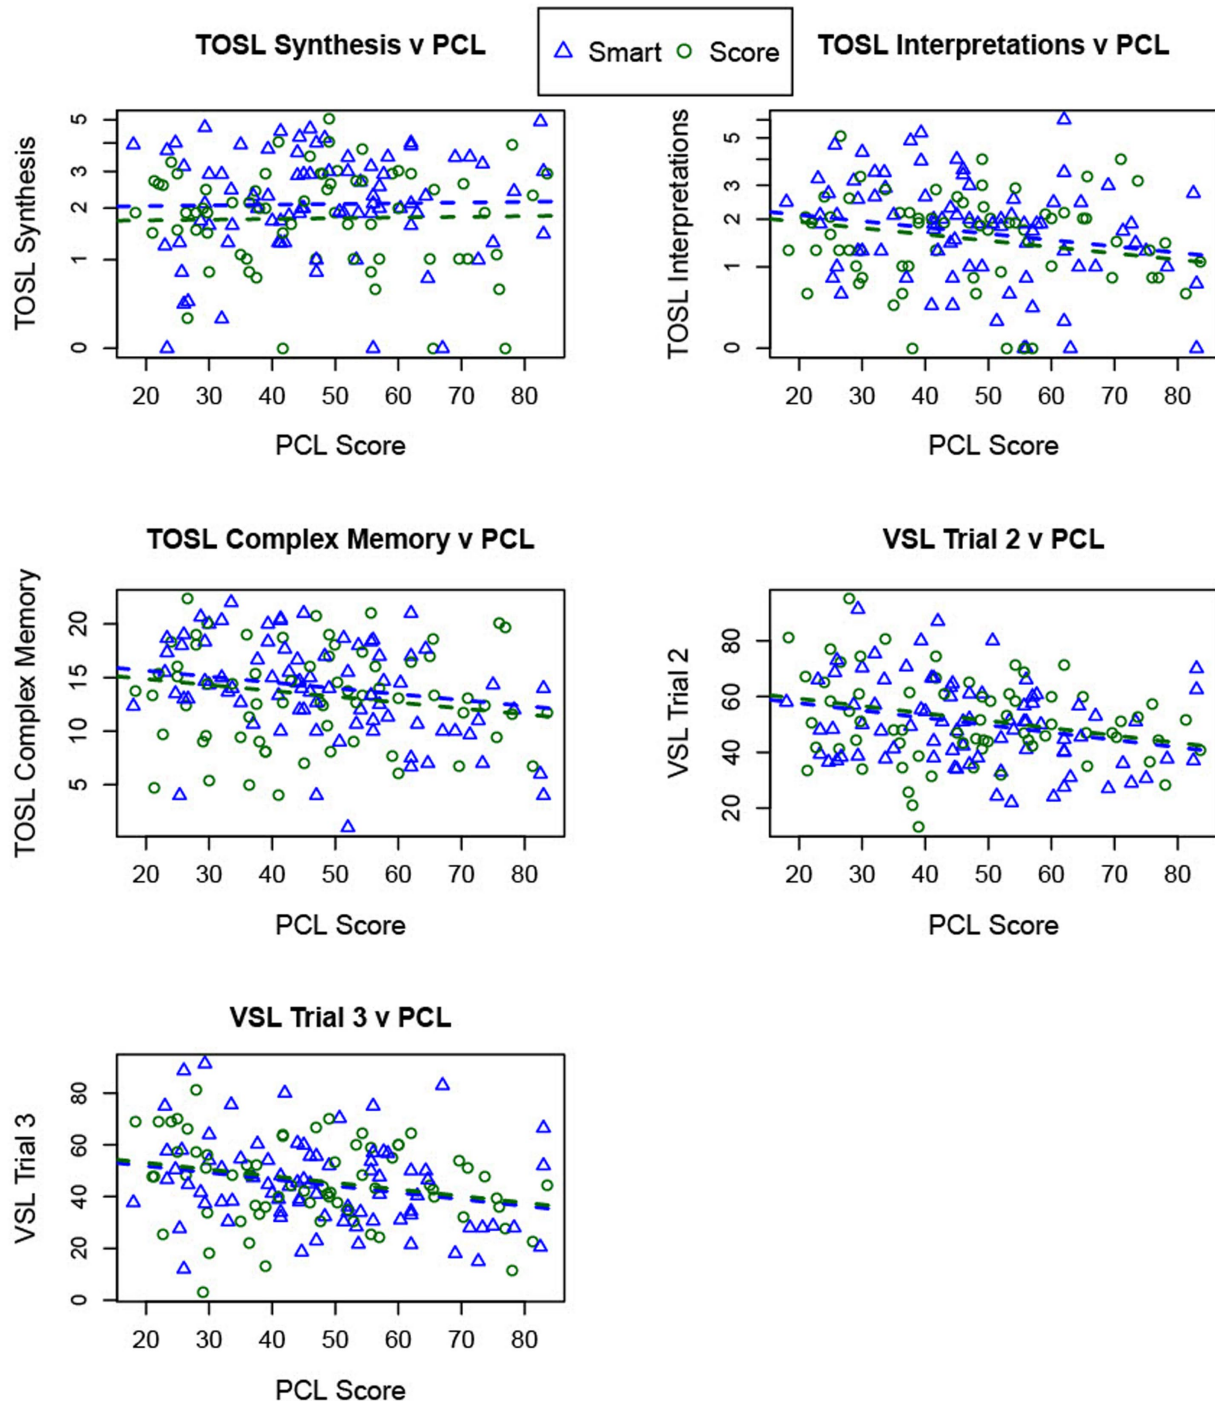 TOSL Synthesis v PCL
Smart Score
TOSL Interpretations v PCL
TOSL Synthesis
5
3
2
1
0
20 30 40 50 60 70 80
PCL Score
TOSL Interpretations
5
3
2
1
0
20 30 40 50 60 70 80
PCL Score
TOSL Complex Memory v PCL
TOSL Complex Memory
20
15
10
5
20 30 40 50 60 70 80
PCL Score
VSL Trial 2 v PCL
VSL Trial 2
80
60
40
20
20 30 40 50 60 70 80
PCL Score
VSL Trial 3 v PCL
VSL Trial 3
80
60
40
20
0
20 30 40 50 60 70 80
PCL Score